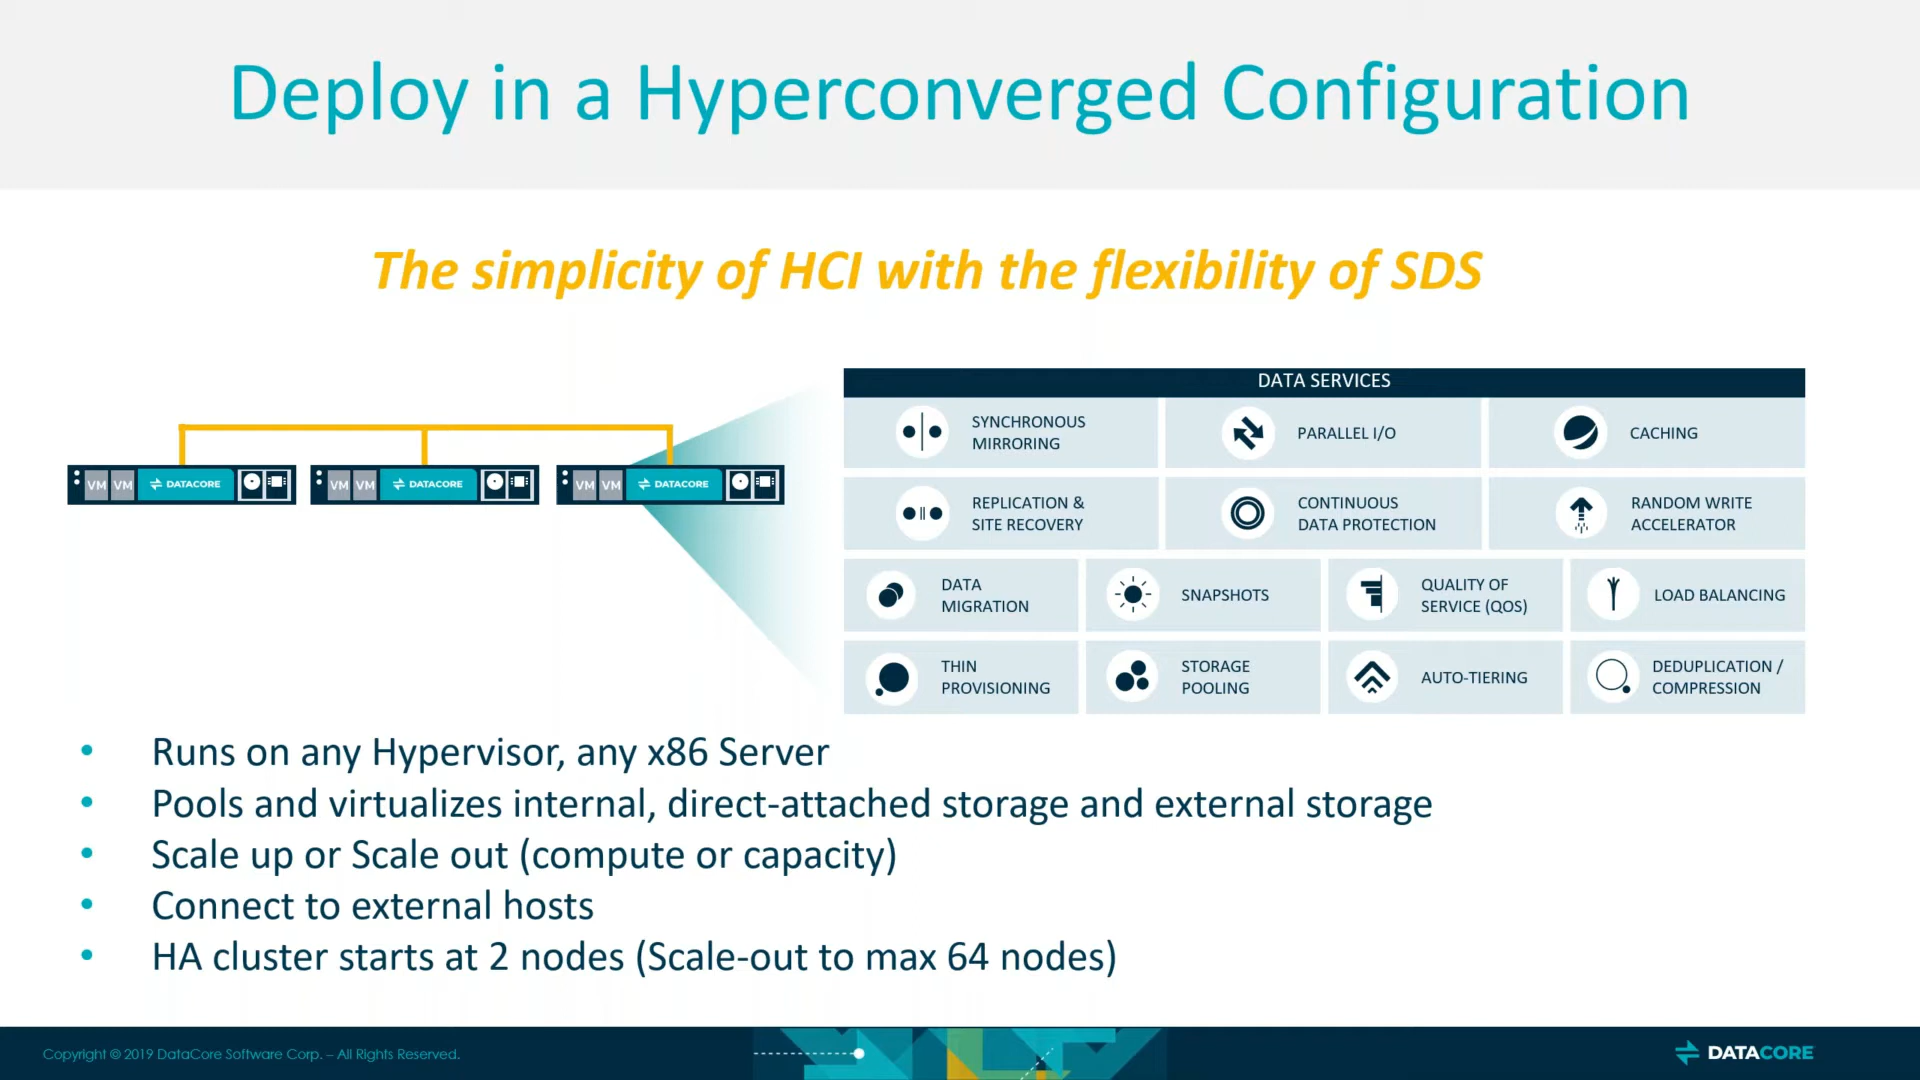 Deploy in a Hyperconverged Configuration
The simplicity of HCI with the flexibility of SDS
VM VM DATACORE
VM VM DATACORE
VM VM DATACORE
DATA SERVICES
SYNCHRONOUS
MIRRORING
PARALLEL I/O
CACHING
REPLICATION &
SITE RECOVERY
CONTINUOUS
DATA PROTECTION
RANDOM WRITE
ACCELERATOR
DATA
MIGRATION
SNAPSHOTS
QUALITY OF
SERVICE (QOS)
LOAD BALANCING
THIN
PROVISIONING
STORAGE
POOLING
AUTO-TIERING
DEDUPLICATION /
COMPRESSION
• Runs on any Hypervisor, any x86 Server
• Pools and virtualizes internal, direct-attached storage and external storage
• Scale up or Scale out (compute or capacity)
• Connect to external hosts
• HA cluster starts at 2 nodes (Scale-out to max 64 nodes)
Copyright © 2019 DataCore Software Corp. – All Rights Reserved.
DATACORE